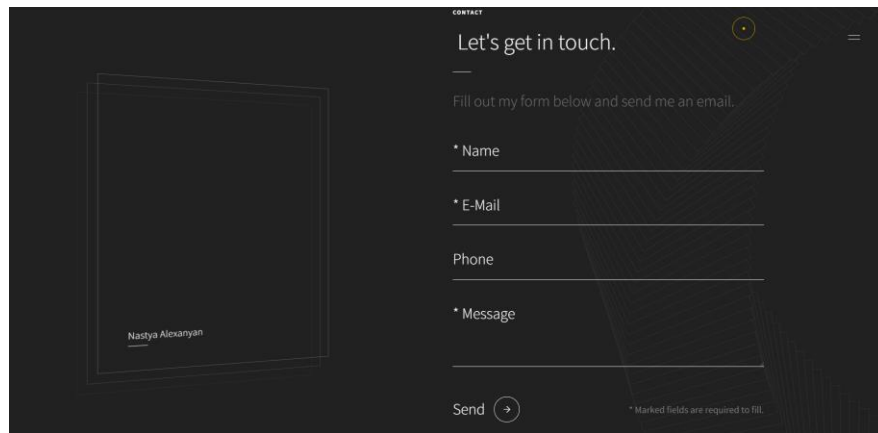 CONTACT
Let's get in touch.
Fill out my form below and send me an email.
* Name
* E-Mail
Phone
* Message
Nastya Alexanyan
Send
* Marked fields are required to fill.